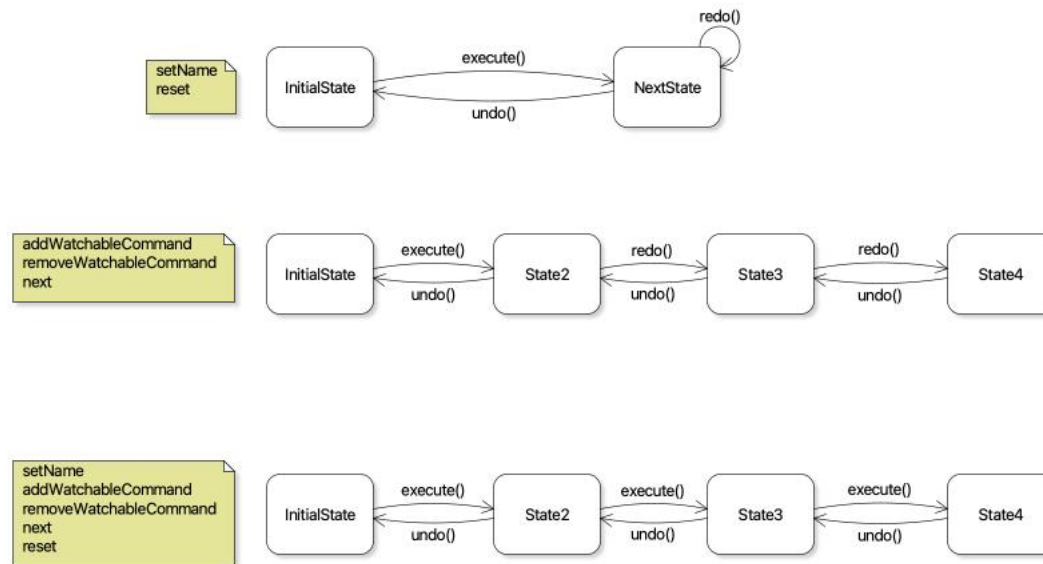 redo()
setName
reset
InitialState
execute()
undo()
NextState
addWatchableCommand
removeWatchableCommand
next
InitialState
execute()
undo()
State2
redo()
undo()
State3
redo()
undo()
State4
setName
addWatchableCommand
removeWatchableCommand
next
reset
InitialState
execute()
undo()
State2
execute()
undo()
State3
execute()
undo()
State4